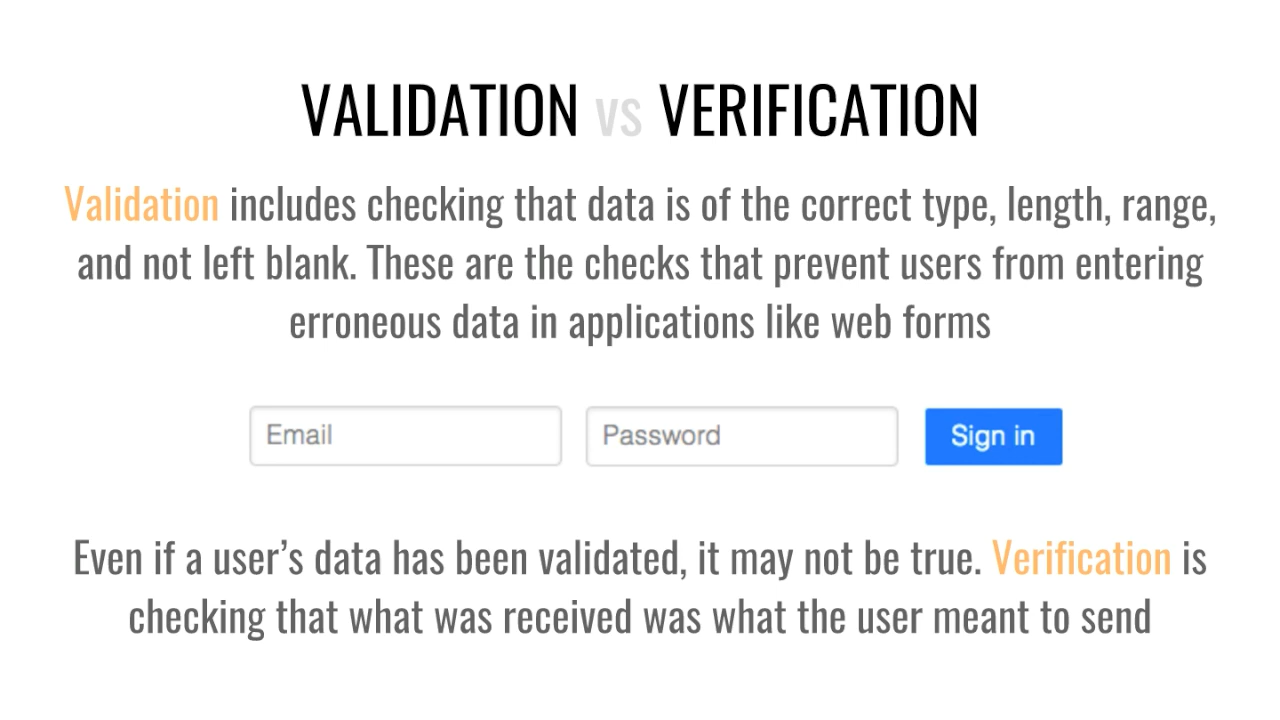 VALIDATION vs VERIFICATION
Validation includes checking that data is of the correct type, length, range,
and not left blank. These are the checks that prevent users from entering
erroneous data in applications like web forms
Email Password Sign in
Even if a user’s data has been validated, it may not be true. Verification is
checking that what was received was what the user meant to send